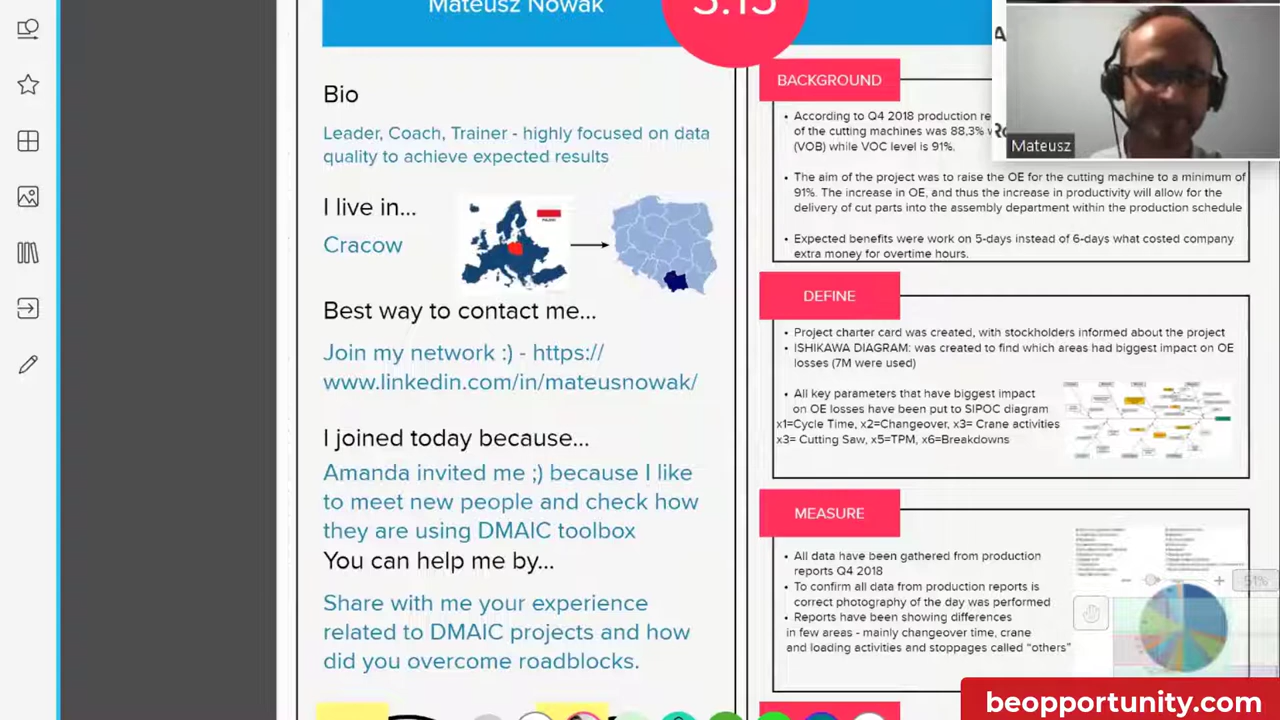 Mateusz Nowak
Bio
Leader, Coach, Trainer - highly focused on data
quality to achieve expected results
I live in...
Cracow
Best way to contact me...
Join my network :) - https://
www.linkedin.com/in/mateusnowak/
I joined today because...
Amanda invited me ;) because I like
to meet new people and check how
they are using DMAIC toolbox
You can help me by...
Share with me your experience
related to DMAIC projects and how
did you overcome roadblocks.
BACKGROUND
• According to Q4 2018 production re
of the cutting machines was 88,3%
(VOB) while VOC level is 91%.
• The aim of the project was to raise the OE for the cutting machine to a minimum of
91%. The increase in OE, and thus the increase in productivity will allow for the
delivery of cut parts into the assembly department within the production schedule
• Expected benefits were work on 5-days instead of 6-days what costed company
extra money for overtime hours.
DEFINE
• Project charter card was created, with stockholders informed about the project
• ISHIKAWA DIAGRAM: was created to find which areas had biggest impact on OE
losses (7M were used)
• All key parameters that have biggest impact
on OE losses have been put to SIPOC diagram
x1=Cycle Time, x2=Changeover, x3= Crane activities
x3= Cutting Saw, x5=TPM, x6=Breakdowns
MEASURE
• All data have been gathered from production
reports Q4 2018
• To confirm all data from production reports is
correct photography of the day was performed
• Reports have been showing differences
in few areas - mainly changeover time, crane
and loading activities and stoppages called “others”
51%
Mateusz
beopportunity.com